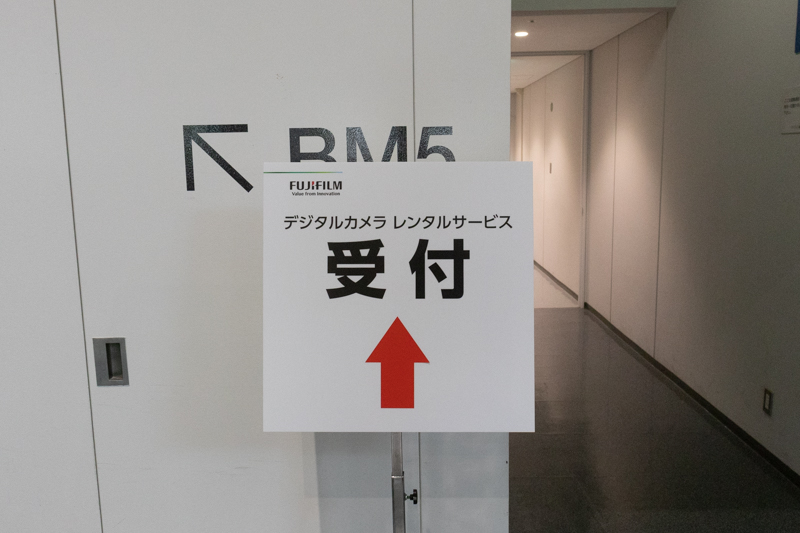 BM5
FUJIFILM
Value from Innovation
デジタルカメラ レンタルサービス
受付